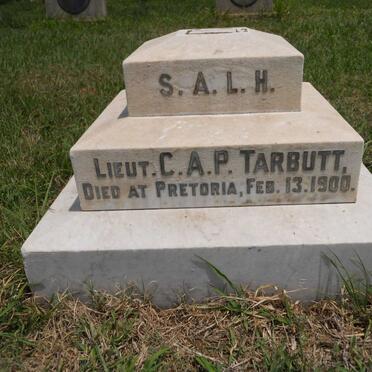 S.A.L.H.
LIEUT. C.A.P. TARBUTT,
DIED AT PRETORIA, FEB. 13. 1900.